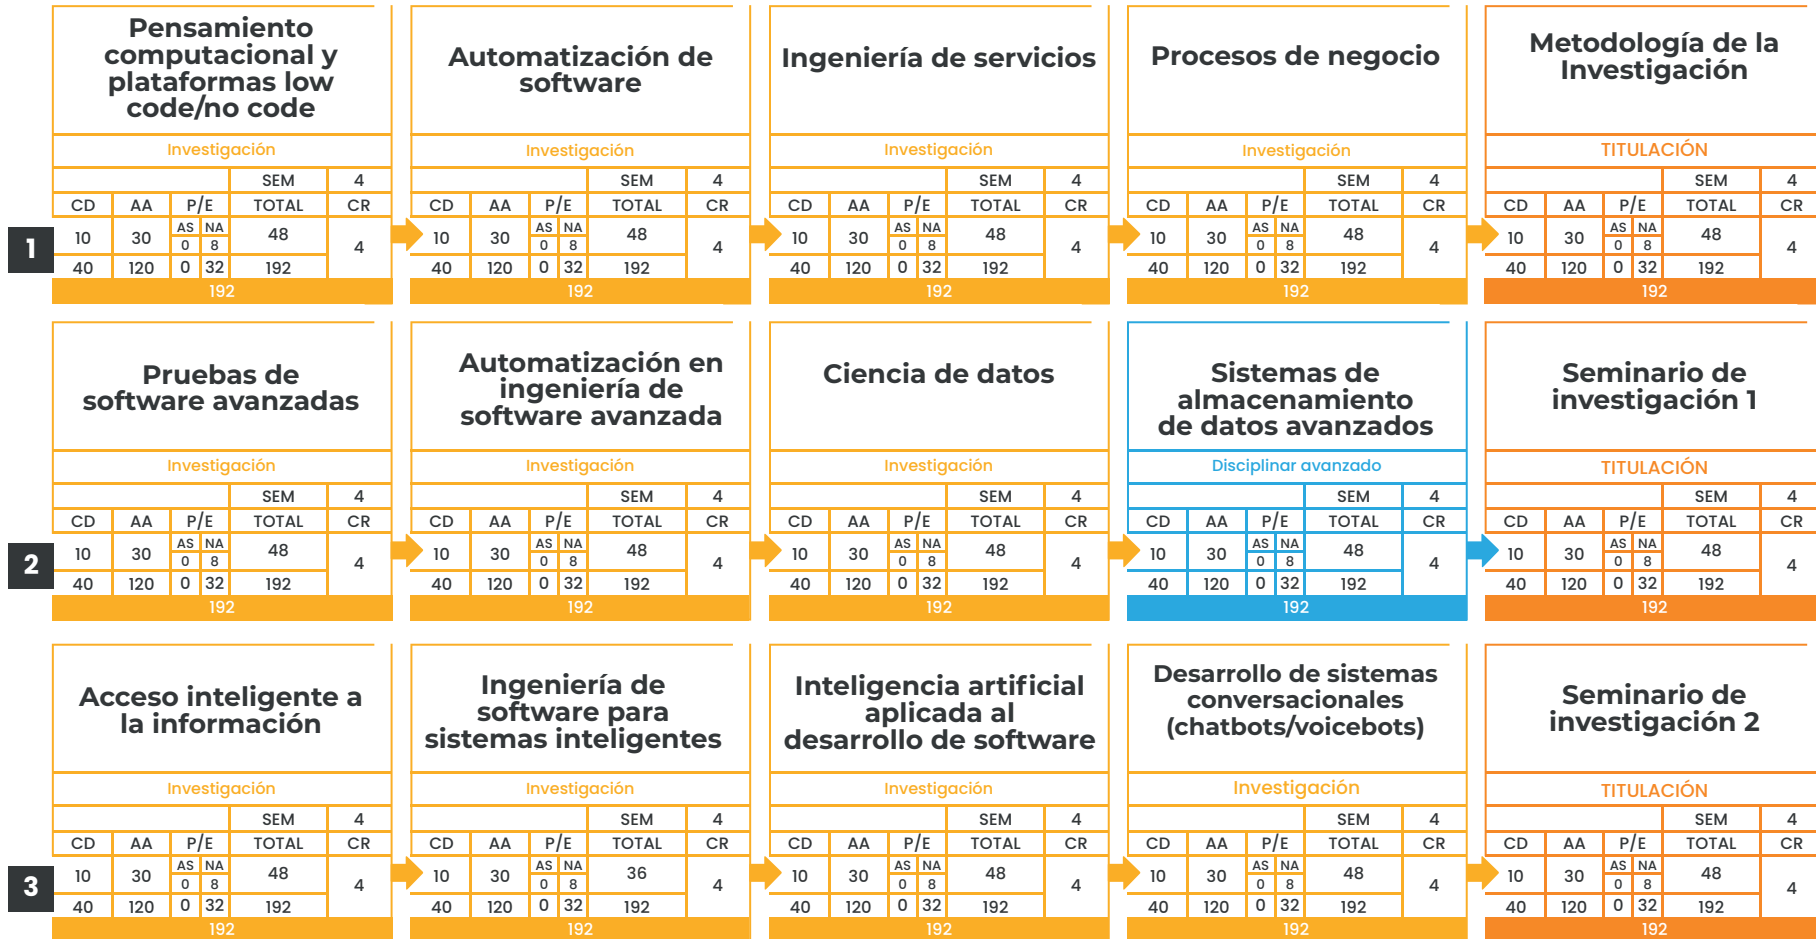 1
Pensamiento
computacional y
plataformas low
code/no code
Investigación
SEM 4
CD AA P/E TOTAL CR
10 30 AS NA 48 4
0 8
40 120 0 32 192
192
Automatización de
software
Investigación
SEM 4
CD AA P/E TOTAL CR
10 30 AS NA 48 4
0 8
40 120 0 32 192
192
Ingeniería de servicios
Investigación
SEM 4
CD AA P/E TOTAL CR
10 30 AS NA 48 4
0 8
40 120 0 32 192
192
Procesos de negocio
Investigación
SEM 4
CD AA P/E TOTAL CR
10 30 AS NA 48 4
0 8
40 120 0 32 192
192
Metodología de la
Investigación
TITULACIÓN
SEM 4
CD AA P/E TOTAL CR
10 30 AS NA 48 4
0 8
40 120 0 32 192
192
2
Pruebas de
software avanzadas
Investigación
SEM 4
CD AA P/E TOTAL CR
10 30 AS NA 48 4
0 8
40 120 0 32 192
192
Automatización en
ingeniería de
software avanzada
Investigación
SEM 4
CD AA P/E TOTAL CR
10 30 AS NA 48 4
0 8
40 120 0 32 192
192
Ciencia de datos
Investigación
SEM 4
CD AA P/E TOTAL CR
10 30 AS NA 48 4
0 8
40 120 0 32 192
192
Sistemas de
almacenamiento
de datos avanzados
Disciplinar avanzado
SEM 4
CD AA P/E TOTAL CR
10 30 AS NA 48 4
0 8
40 120 0 32 192
192
Seminario de
investigación 1
TITULACIÓN
SEM 4
CD AA P/E TOTAL CR
10 30 AS NA 48 4
0 8
40 120 0 32 192
192
3
Acceso inteligente a
la información
Investigación
SEM 4
CD AA P/E TOTAL CR
10 30 AS NA 48 4
0 8
40 120 0 32 192
192
Ingeniería de
software para
sistemas inteligentes
Investigación
SEM 4
CD AA P/E TOTAL CR
10 30 AS NA 36 4
0 8
40 120 0 32 192
192
Inteligencia artificial
aplicada al
desarrollo de software
Investigación
SEM 4
CD AA P/E TOTAL CR
10 30 AS NA 48 4
0 8
40 120 0 32 192
192
Desarrollo de sistemas
conversacionales
(chatbots/voicebots)
Investigación
SEM 4
CD AA P/E TOTAL CR
10 30 AS NA 48 4
0 8
40 120 0 32 192
192
Seminario de
investigación 2
TITULACIÓN
SEM 4
CD AA P/E TOTAL CR
10 30 AS NA 48 4
0 8
40 120 0 32 192
192